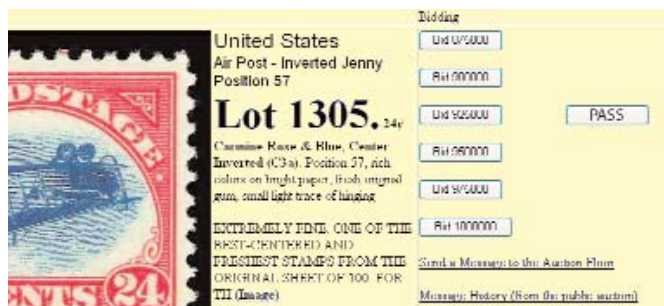 Bidding
United States
Air Post - Inverted Jenny
Position 57
Lot 1305. 24c
Carmine Rose & Blue, Center
Inverted (C3a). Position 57, rich
colors on bright paper, fresh original
gum, small light trace of hinging
EXTREMELY FINE. ONE OF THE
BEST-CENTERED AND
FRESHEST STAMPS FROM THE
ORIGINAL SHEET OF 100. FOR
TH (Image)
POSTAGE
CENTS 24
Bid 875000
Bid 900000
Bid 925000
Bid 950000
Bid 975000
Bid 1000000
PASS
Send a Message to the Auction Floor
Message History (from the public auction)